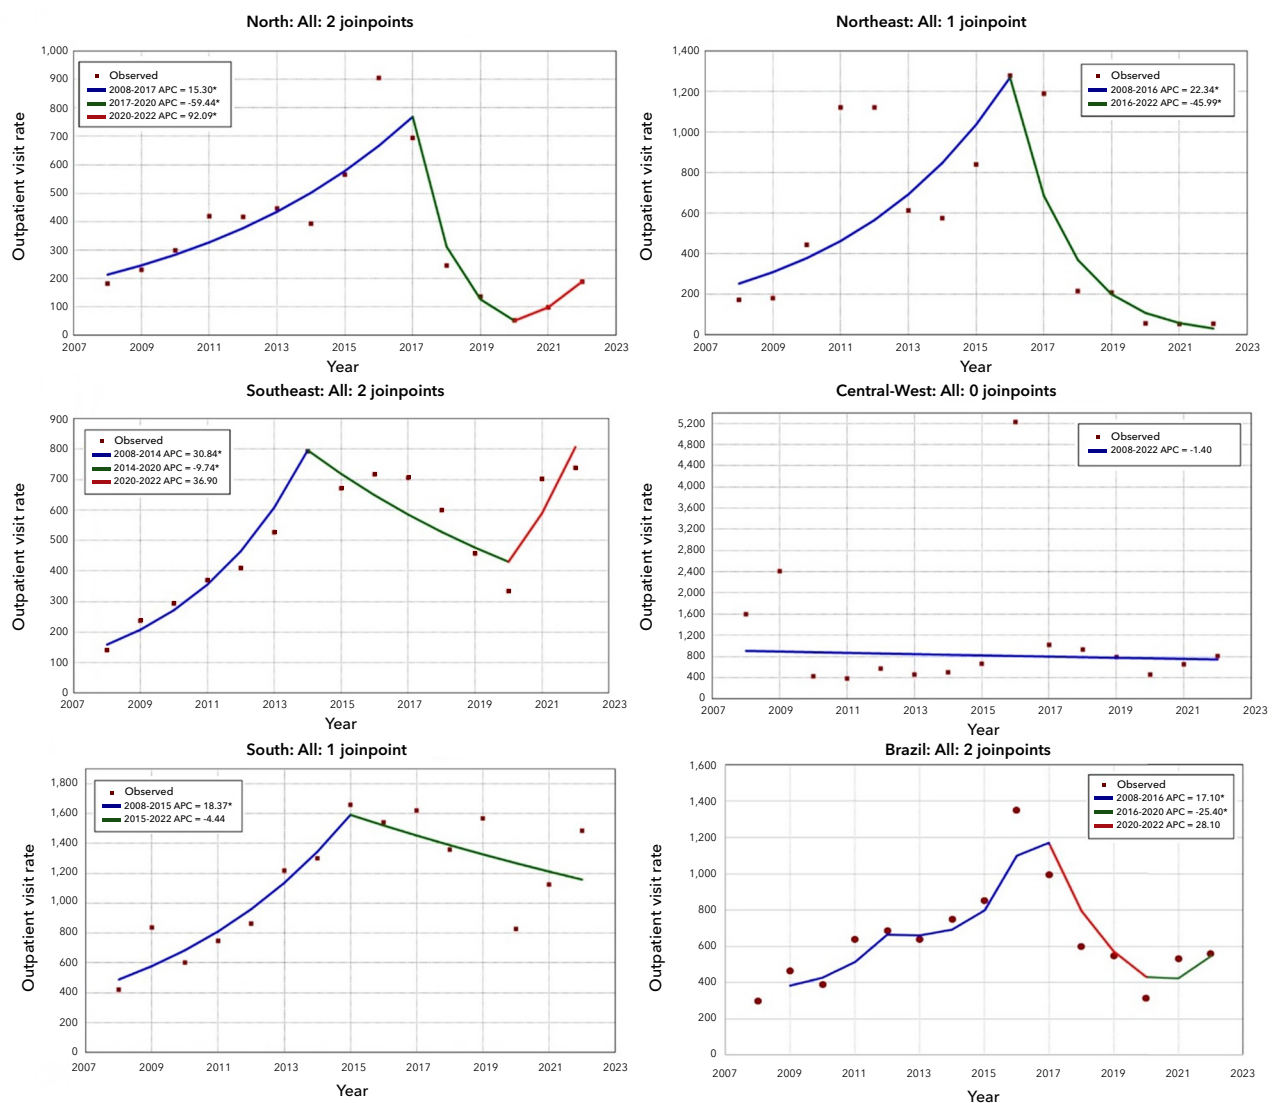 North: All: 2 joinpoints
Outpatient visit rate
1,000
900
800
700
600
500
400
300
200
100
0
Observed
2008-2017 APC = 15.30*
2017-2020 APC = -59.44*
2020-2022 APC = 92.09*
2007 2009 2011 2013 2015 2017 2019 2021 2023
Year
Northeast: All: 1 joinpoint
Outpatient visit rate
1,400
1,200
1,000
800
600
400
200
0
Observed
2008-2016 APC = 22.34*
2016-2022 APC = -45.99*
2007 2009 2011 2013 2015 2017 2019 2021 2023
Year
Southeast: All: 2 joinpoints
Outpatient visit rate
900
800
700
600
500
400
300
200
100
0
Observed
2008-2014 APC = 30.84*
2014-2020 APC = -9.74*
2020-2022 APC = 36.90
2007 2009 2011 2013 2015 2017 2019 2021 2023
Year
Central-West: All: 0 joinpoints
Outpatient visit rate
5,200
4,800
4,400
4,000
3,600
3,200
2,800
2,400
2,000
1,600
1,200
800
400
0
Observed
2008-2022 APC = -1.40
2007 2009 2011 2013 2015 2017 2019 2021 2023
Year
South: All: 1 joinpoint
Outpatient visit rate
1,800
1,600
1,400
1,200
1,000
800
600
400
200
0
Observed
2008-2015 APC = 18.37*
2015-2022 APC = -4.44
2007 2009 2011 2013 2015 2017 2019 2021 2023
Year
Brazil: All: 2 joinpoints
Outpatient visit rate
1,600
1,400
1,200
1,000
800
600
400
200
0
Observed
2008-2016 APC = 17.10*
2016-2020 APC = -25.40*
2020-2022 APC = 28.10
2007 2009 2011 2013 2015 2017 2019 2021 2023
Year